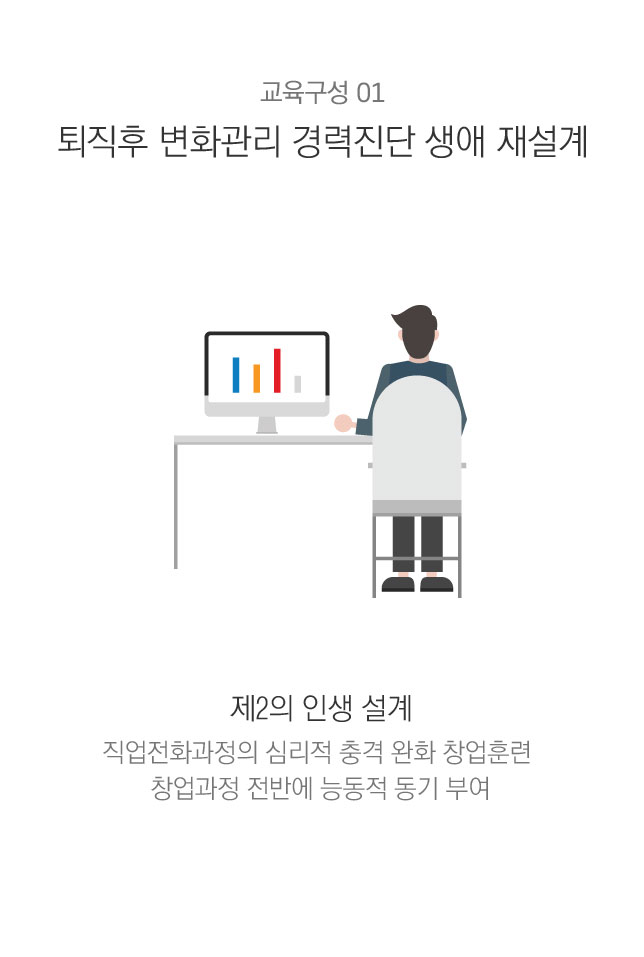 교육구성 01
퇴직후 변화관리 경력진단 생애 재설계
제2의 인생 설계
직업전화과정의 심리적 충격 완화 창업훈련
창업과정 전반에 능동적 동기 부여